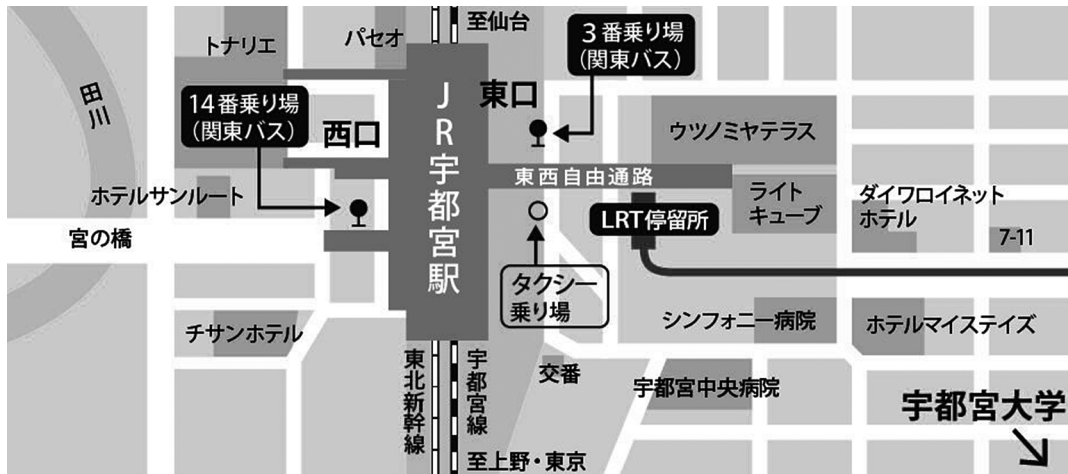 至仙台
パセオ
トナリエ
3番乗り場
(関東バス)
田川
14番乗り場
(関東バス)
西口
JR宇都宮駅
東口
ウツノミヤテラス
東西自由通路
ホテルサンルート
ライト
キューブ
ダイワロイネット
ホテル
LRT停留所
宮の橋
7-11
タクシー
乗り場
チサンホテル
シンフォニー病院
ホテルマイステイズ
東北新幹線
宇都宮線
交番
宇都宮中央病院
宇都宮大学
至上野・東京